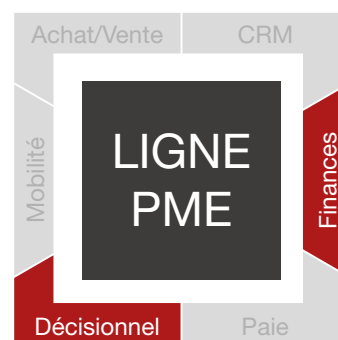 Achat/Vente
CRM
Mobilité
LIGNE
PME
Finances
Décisionnel
Paie